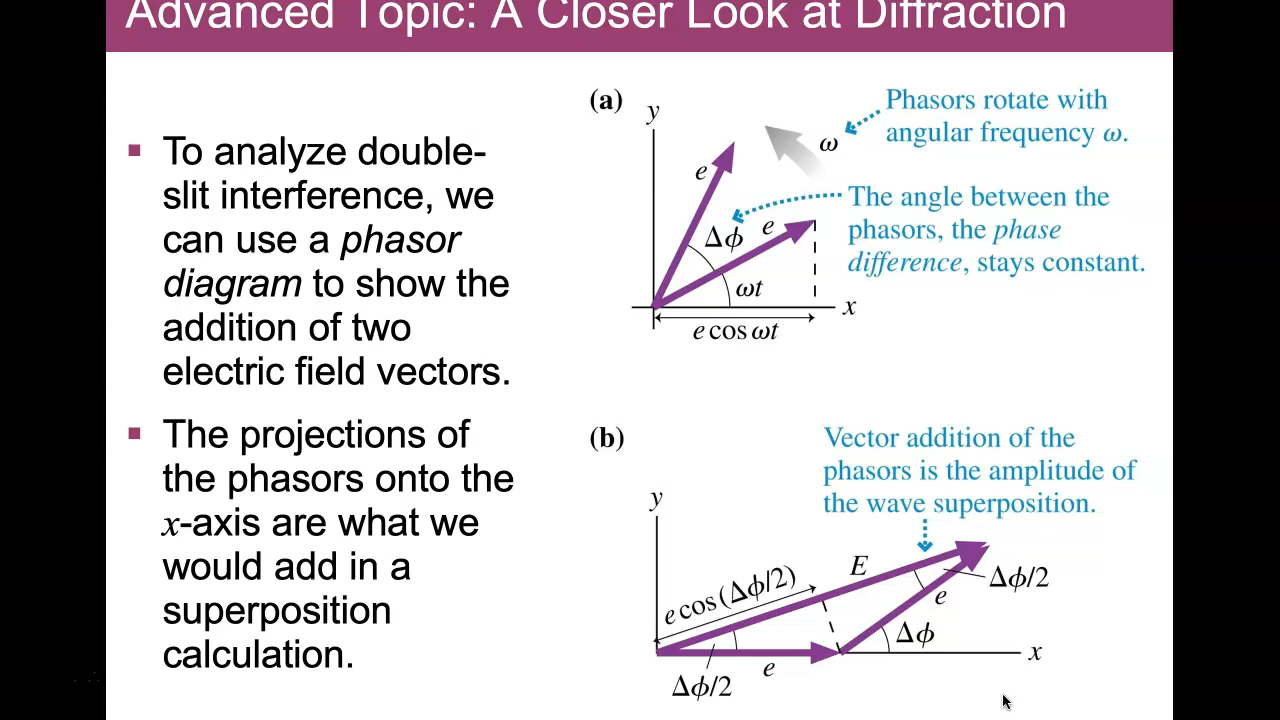 Advanced Topic: A Closer Look at Diffraction
▪ To analyze double-
slit interference, we
can use a phasor
diagram to show the
addition of two
electric field vectors.
▪ The projections of
the phasors onto the
x-axis are what we
would add in a
superposition
calculation.
(a)
y
Phasors rotate with
angular frequency ω.
ω
e
The angle between the
phasors, the phase
difference, stays constant.
Δϕ
e
ωt
x
e cos ωt
(b)
Vector addition of the
phasors is the amplitude of
the wave superposition.
y
E
e cos (Δϕ/2)
Δϕ/2
e
Δϕ
x
Δϕ/2
e